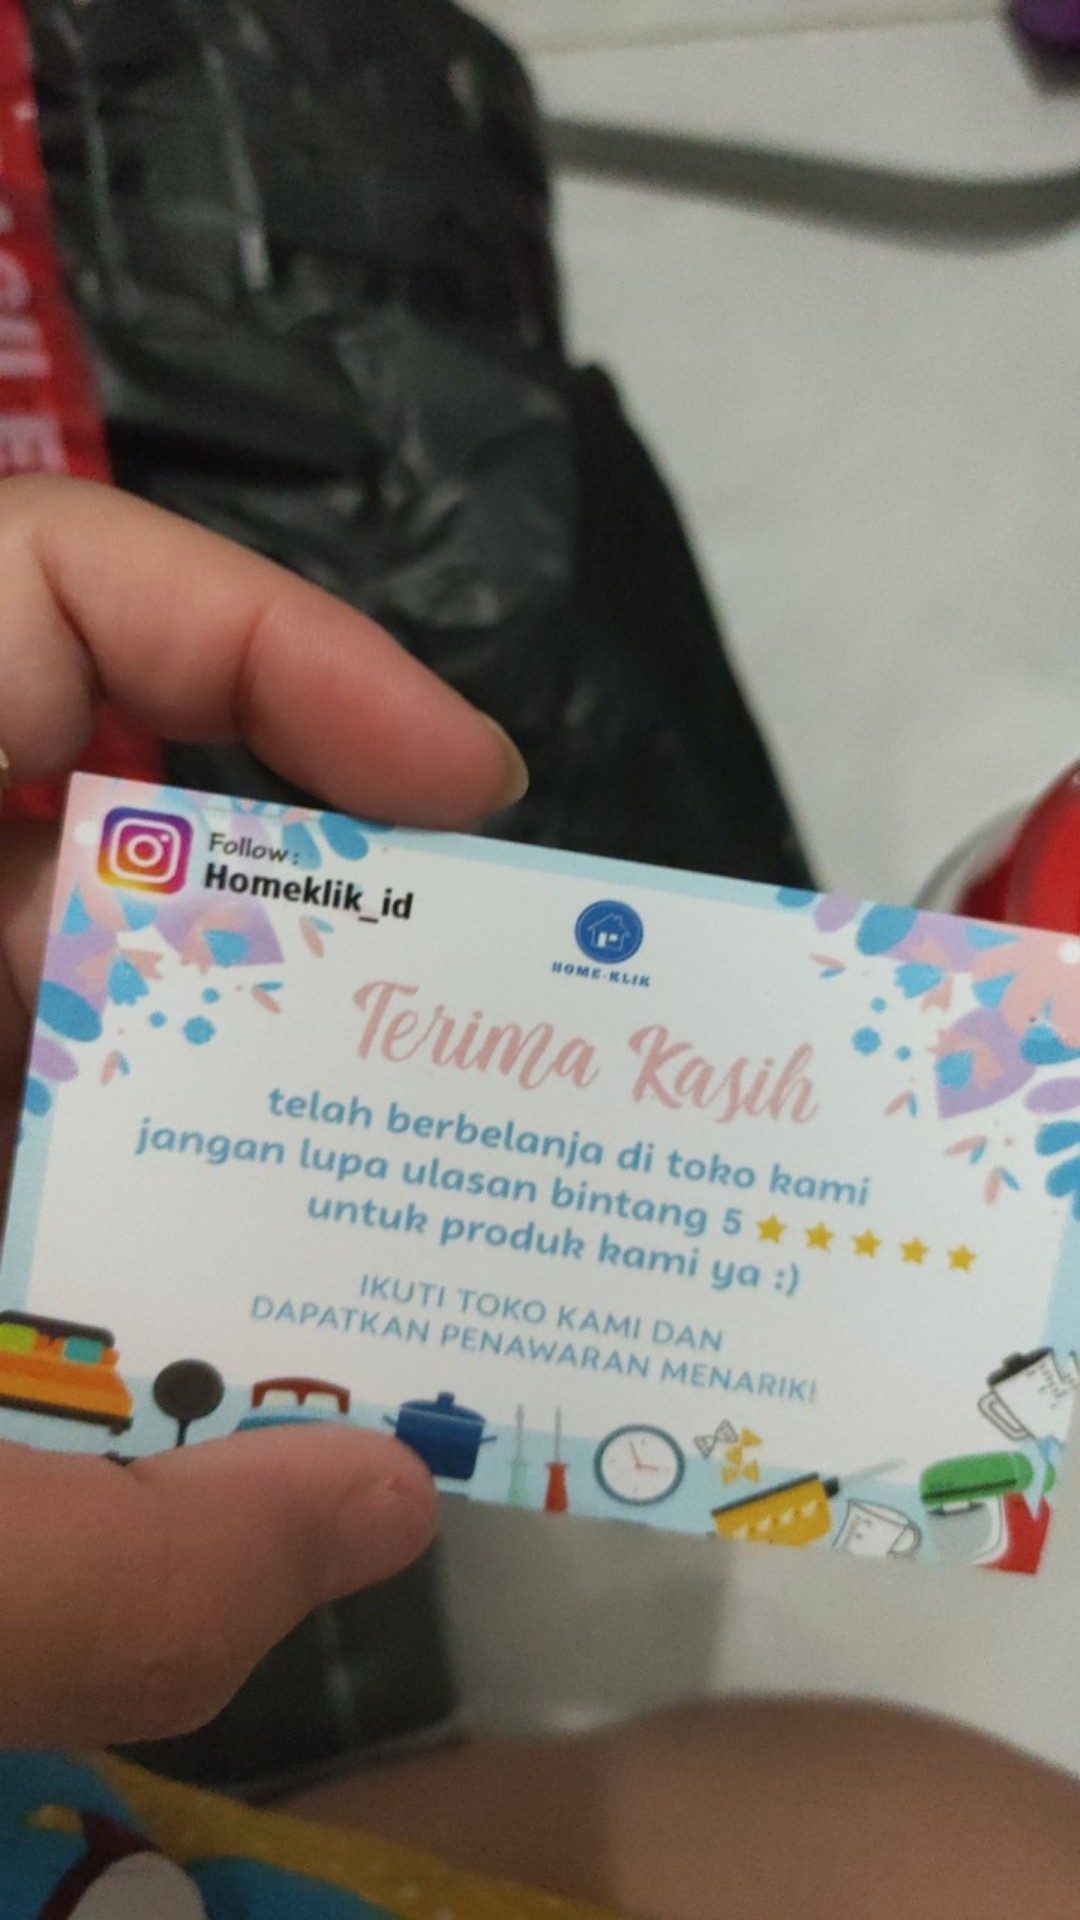 Follow :
Homeklik_id
HOME-KLIK
Terima Kasih
telah berbelanja di toko kami
jangan lupa ulasan bintang 5
untuk produk kami ya :)
IKUTI TOKO KAMI DAN
DAPATKAN PENAWARAN MENARIK!